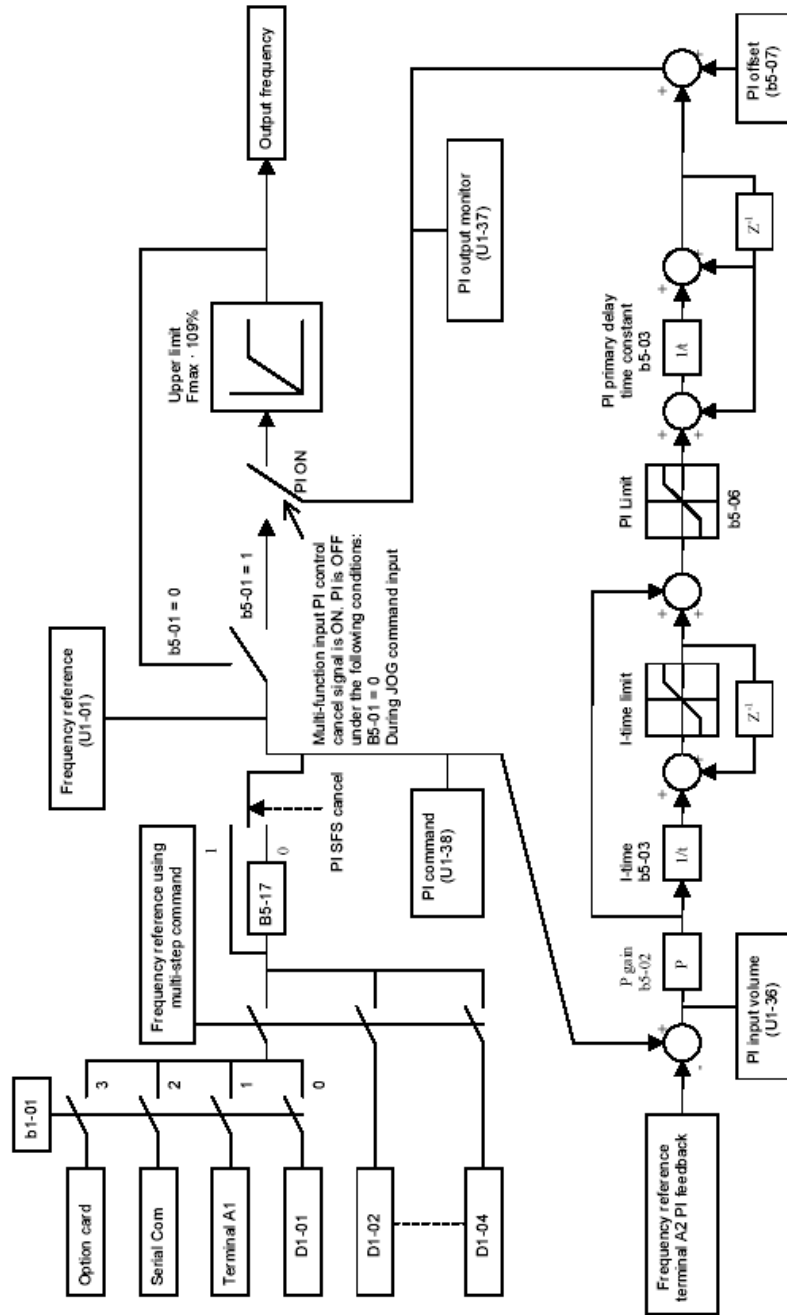 b1-01
Option card
3
Serial Com
2
Terminal A1
1
D1-01
0
D1-02
D1-04
Frequency reference using
multi-step command
1
B5-17
0
PI SFS cancel
Frequency reference
(U1-01)
b5-01 = 0
b5-01 = 1
PI command
(U1-38)
Multi-function input PI control
cancel signal is ON. PI is OFF
under the following conditions:
B5-01 = 0
During JOG command input
PI ON
Upper limit
Fmax · 109%
Output frequency
PI output monitor
(U1-37)
Frequency reference
terminal A2 PI feedback
-
+
PI input volume
(U1-36)
P gain
b5-02
P
I-time
b5-03
1/t
+
+
I-time limit
Z-1
+
+
PI Limit
b5-06
+
+
PI primary delay
time constant
b5-03
1/t
+
+
Z-1
+
+
PI offset
(b5-07)